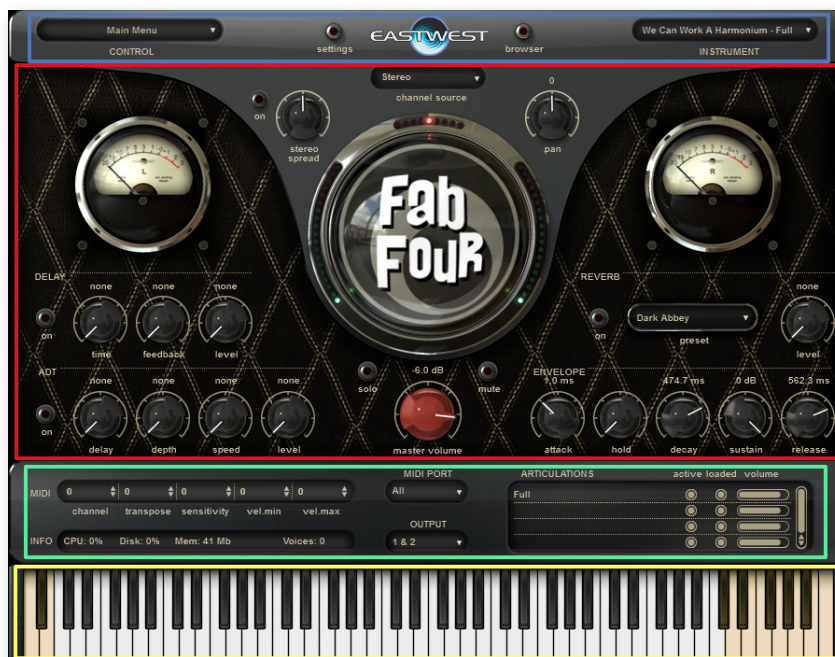 Main Menu
CONTROL
settings
EASTWEST
browser
We Can Work A Harmonium - Full
INSTRUMENT
Stereo
channel source
on
stereo
spread
0
pan
L
R
Fab
Four
DELAY
none none none
on
time feedback level
REVERB
on
Dark Abbey
preset
none
level
ADT
none none none none
on
delay depth speed level
solo
-6.0 dB
mute
master volume
ENVELOPE
1.0 ms 474.7 ms 0 dB 562.3 ms
attack hold decay sustain release
MIDI 0 0 0 0 0
channel transpose sensitivity vel.min vel.max
INFO CPU: 0% Disk: 0% Mem: 41 Mb Voices: 0
MIDI PORT
All
OUTPUT
1 & 2
ARTICULATIONS active loaded volume
Full